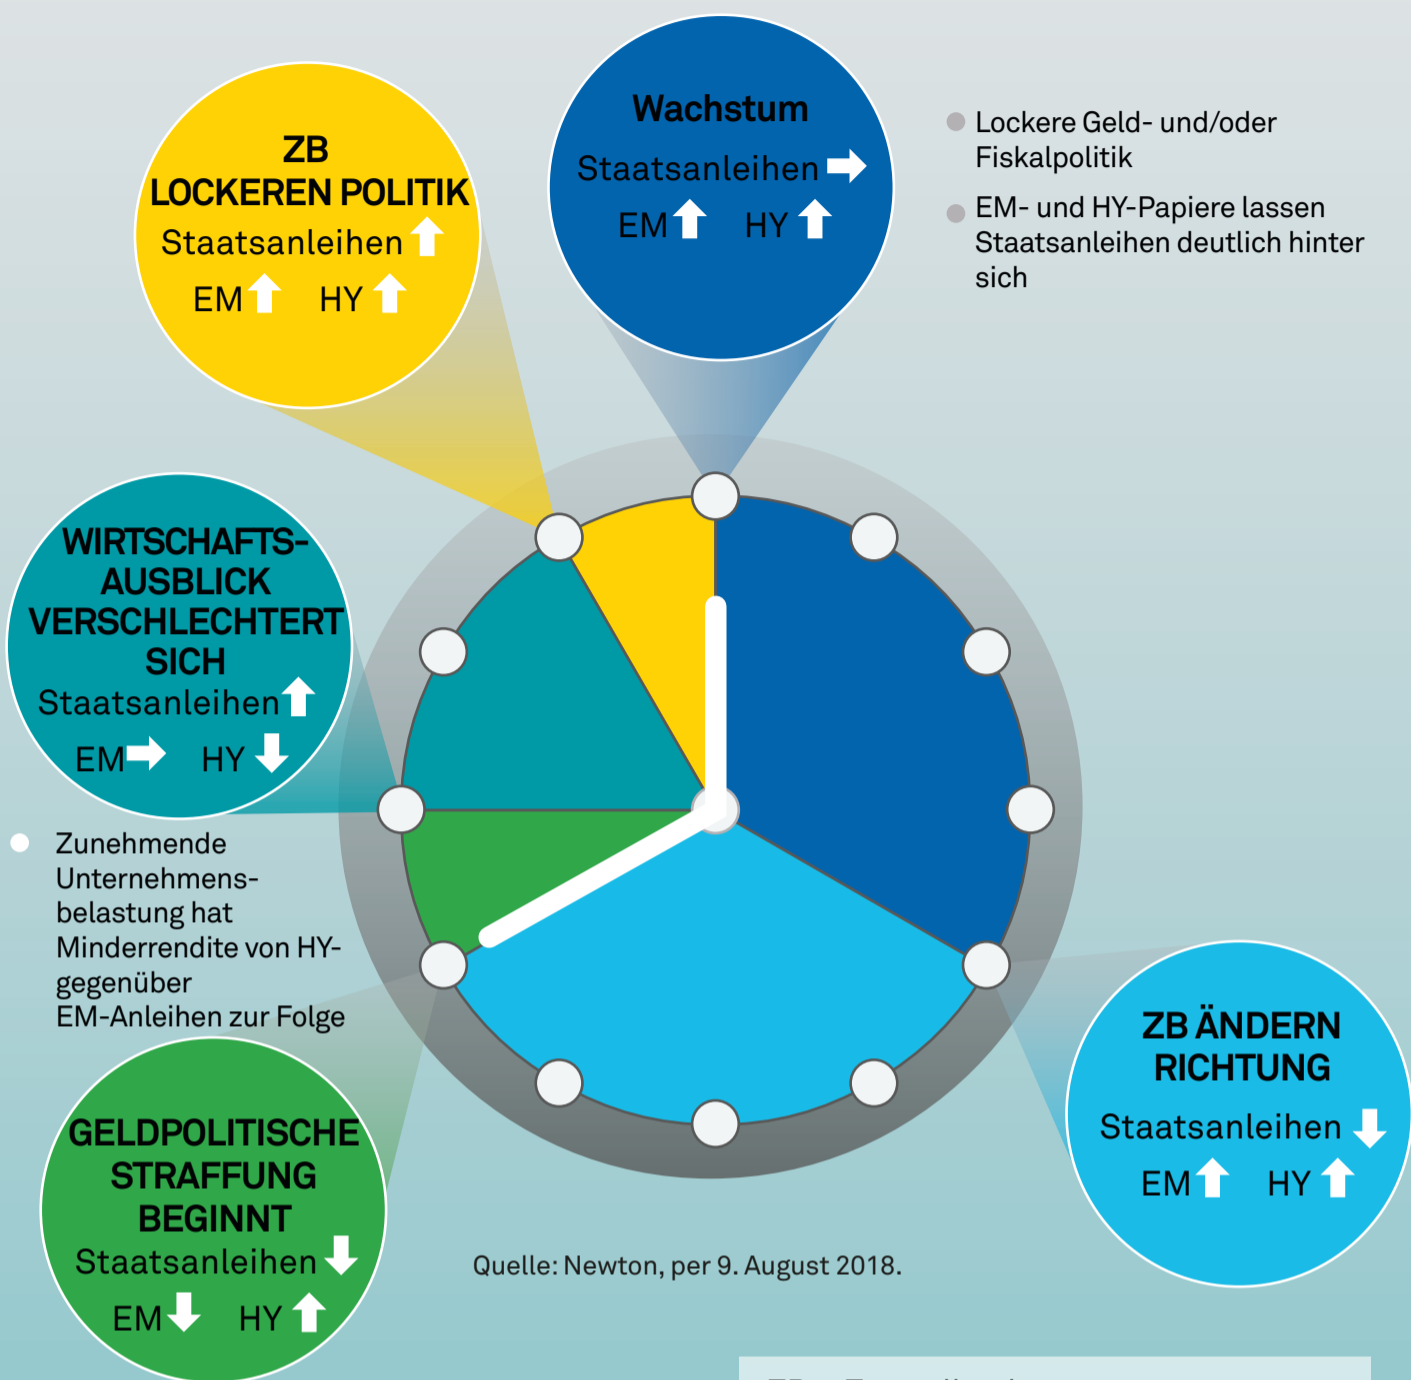 ZB
LOCKEREN POLITIK
Staatsanleihen
EM HY
Wachstum
Staatsanleihen
EM HY
Lockere Geld- und/oder
Fiskalpolitik
EM- und HY-Papiere lassen
Staatsanleihen deutlich hinter
sich
WIRTSCHAFTS-
AUSBLICK
VERSCHLECHTERT
SICH
Staatsanleihen
EM HY
Zunehmende
Unternehmens-
belastung hat
Minderrendite von HY-
gegenüber
EM-Anleihen zur Folge
GELDPOLITISCHE
STRAFFUNG
BEGINNT
Staatsanleihen
EM HY
ZB ÄNDERN
RICHTUNG
Staatsanleihen
EM HY
Quelle: Newton, per 9. August 2018.